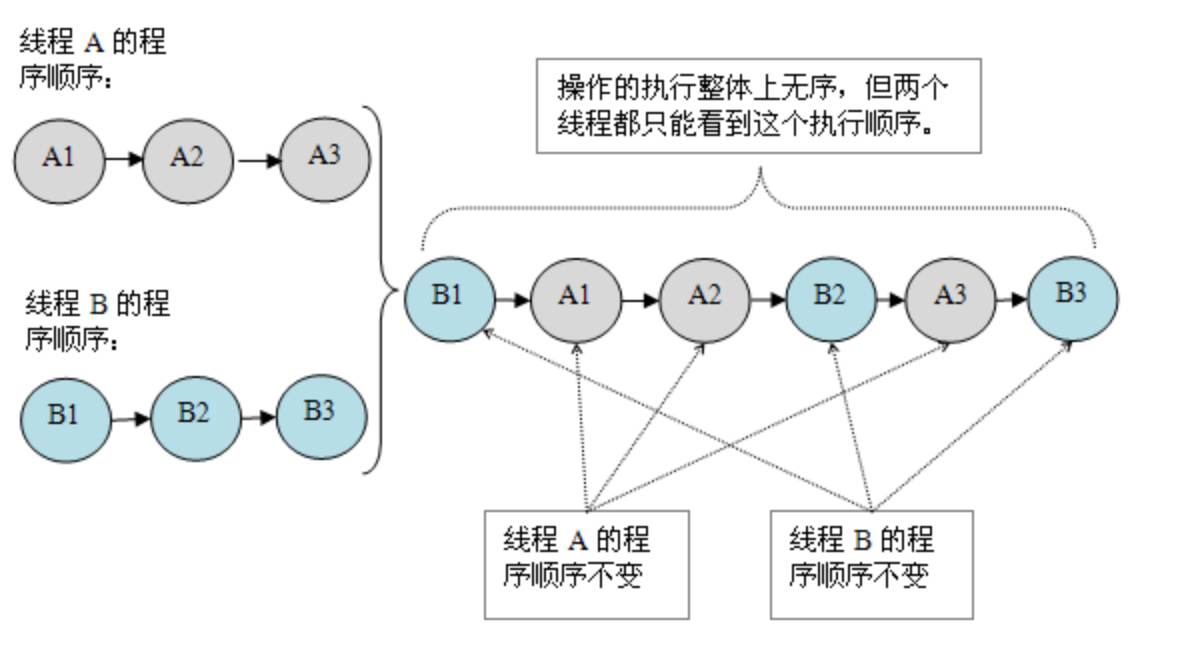 线程 A 的程
序顺序：
A1
A2
A3
操作的执行整体上无序，但两个
线程都只能看到这个执行顺序。
B1
A1
A2
B2
A3
B3
线程 B 的程
序顺序：
B1
B2
B3
线程 A 的程
序顺序不变
线程 B 的程
序顺序不变